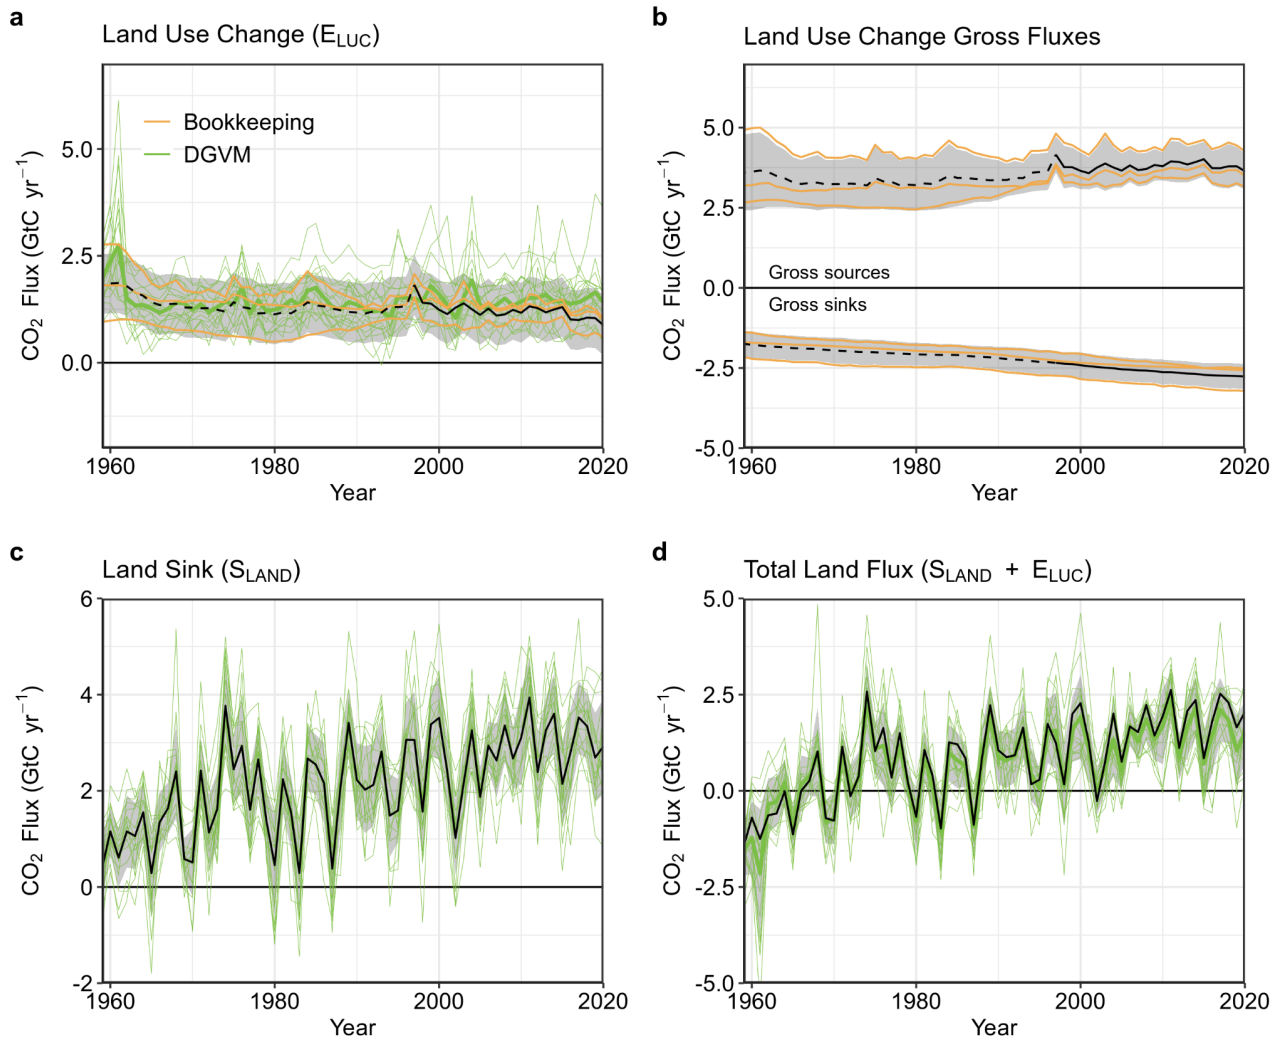 a
Land Use Change (E_LUC)
CO₂ Flux (GtC yr⁻¹)
5.0
2.5
0.0
Bookkeeping
DGVM
1960 1980 2000 2020
Year
b
Land Use Change Gross Fluxes
CO₂ Flux (GtC yr⁻¹)
5.0
2.5
0.0
-2.5
-5.0
Gross sources
Gross sinks
1960 1980 2000 2020
Year
c
Land Sink (S_LAND)
CO₂ Flux (GtC yr⁻¹)
6
4
2
0
-2
1960 1980 2000 2020
Year
d
Total Land Flux (S_LAND + E_LUC)
CO₂ Flux (GtC yr⁻¹)
5.0
2.5
0.0
-2.5
-5.0
1960 1980 2000 2020
Year